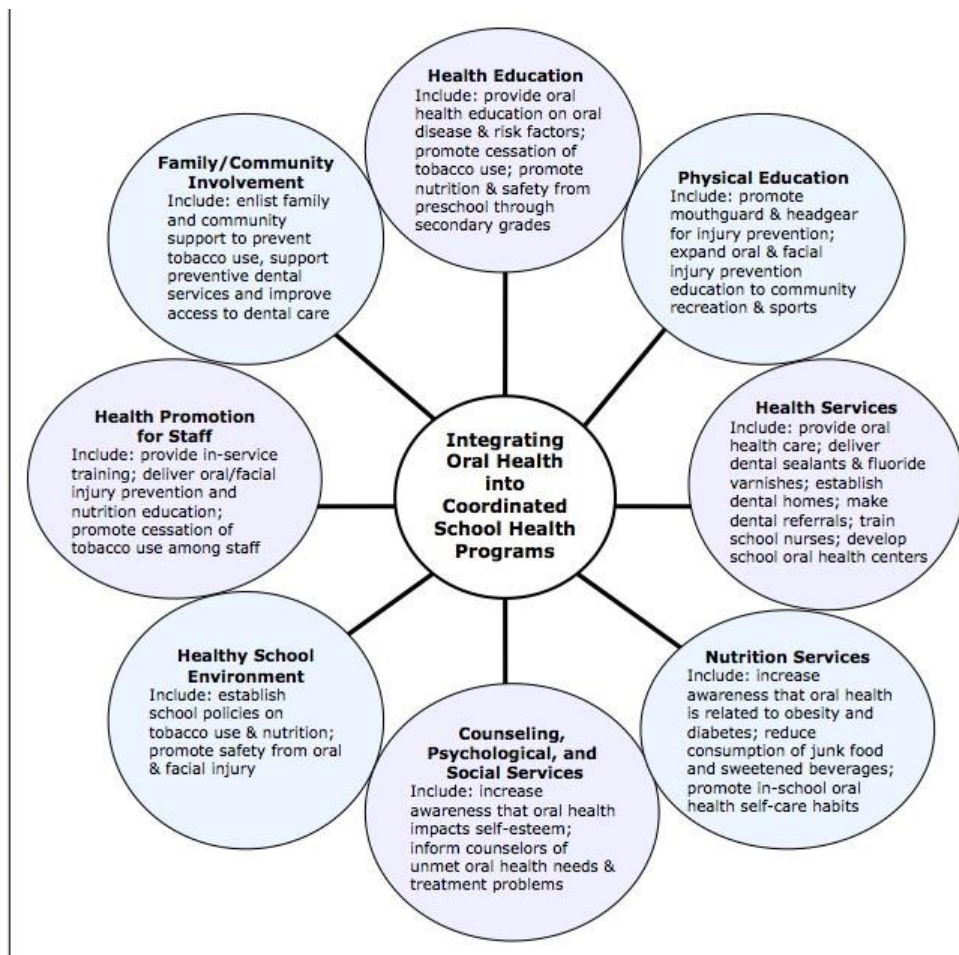 Health Education
Include: provide oral
health education on oral
disease & risk factors;
promote cessation of
tobacco use; promote
nutrition & safety from
preschool through
secondary grades
Physical Education
Include: promote
mouthguard & headgear
for injury prevention;
expand oral & facial
injury prevention
education to community
recreation & sports
Health Services
Include: provide oral
health care; deliver
dental sealants & fluoride
varnishes; establish
dental homes; make
dental referrals; train
school nurses; develop
school oral health centers
Nutrition Services
Include: increase
awareness that oral health
is related to obesity and
diabetes; reduce
consumption of junk food
and sweetened beverages;
promote in-school oral
health self-care habits
Counseling,
Psychological, and
Social Services
Include: increase
awareness that oral health
impacts self-esteem;
inform counselors of
unmet oral health needs &
treatment problems
Healthy School
Environment
Include: establish
school policies on
tobacco use & nutrition;
promote safety from oral
& facial injury
Health Promotion
for Staff
Include: provide in-service
training; deliver oral/facial
injury prevention and
nutrition education;
promote cessation of
tobacco use among staff
Family/Community
Involvement
Include: enlist family
and community
support to prevent
tobacco use, support
preventive dental
services and improve
access to dental care
Integrating
Oral Health
into
Coordinated
School Health
Programs